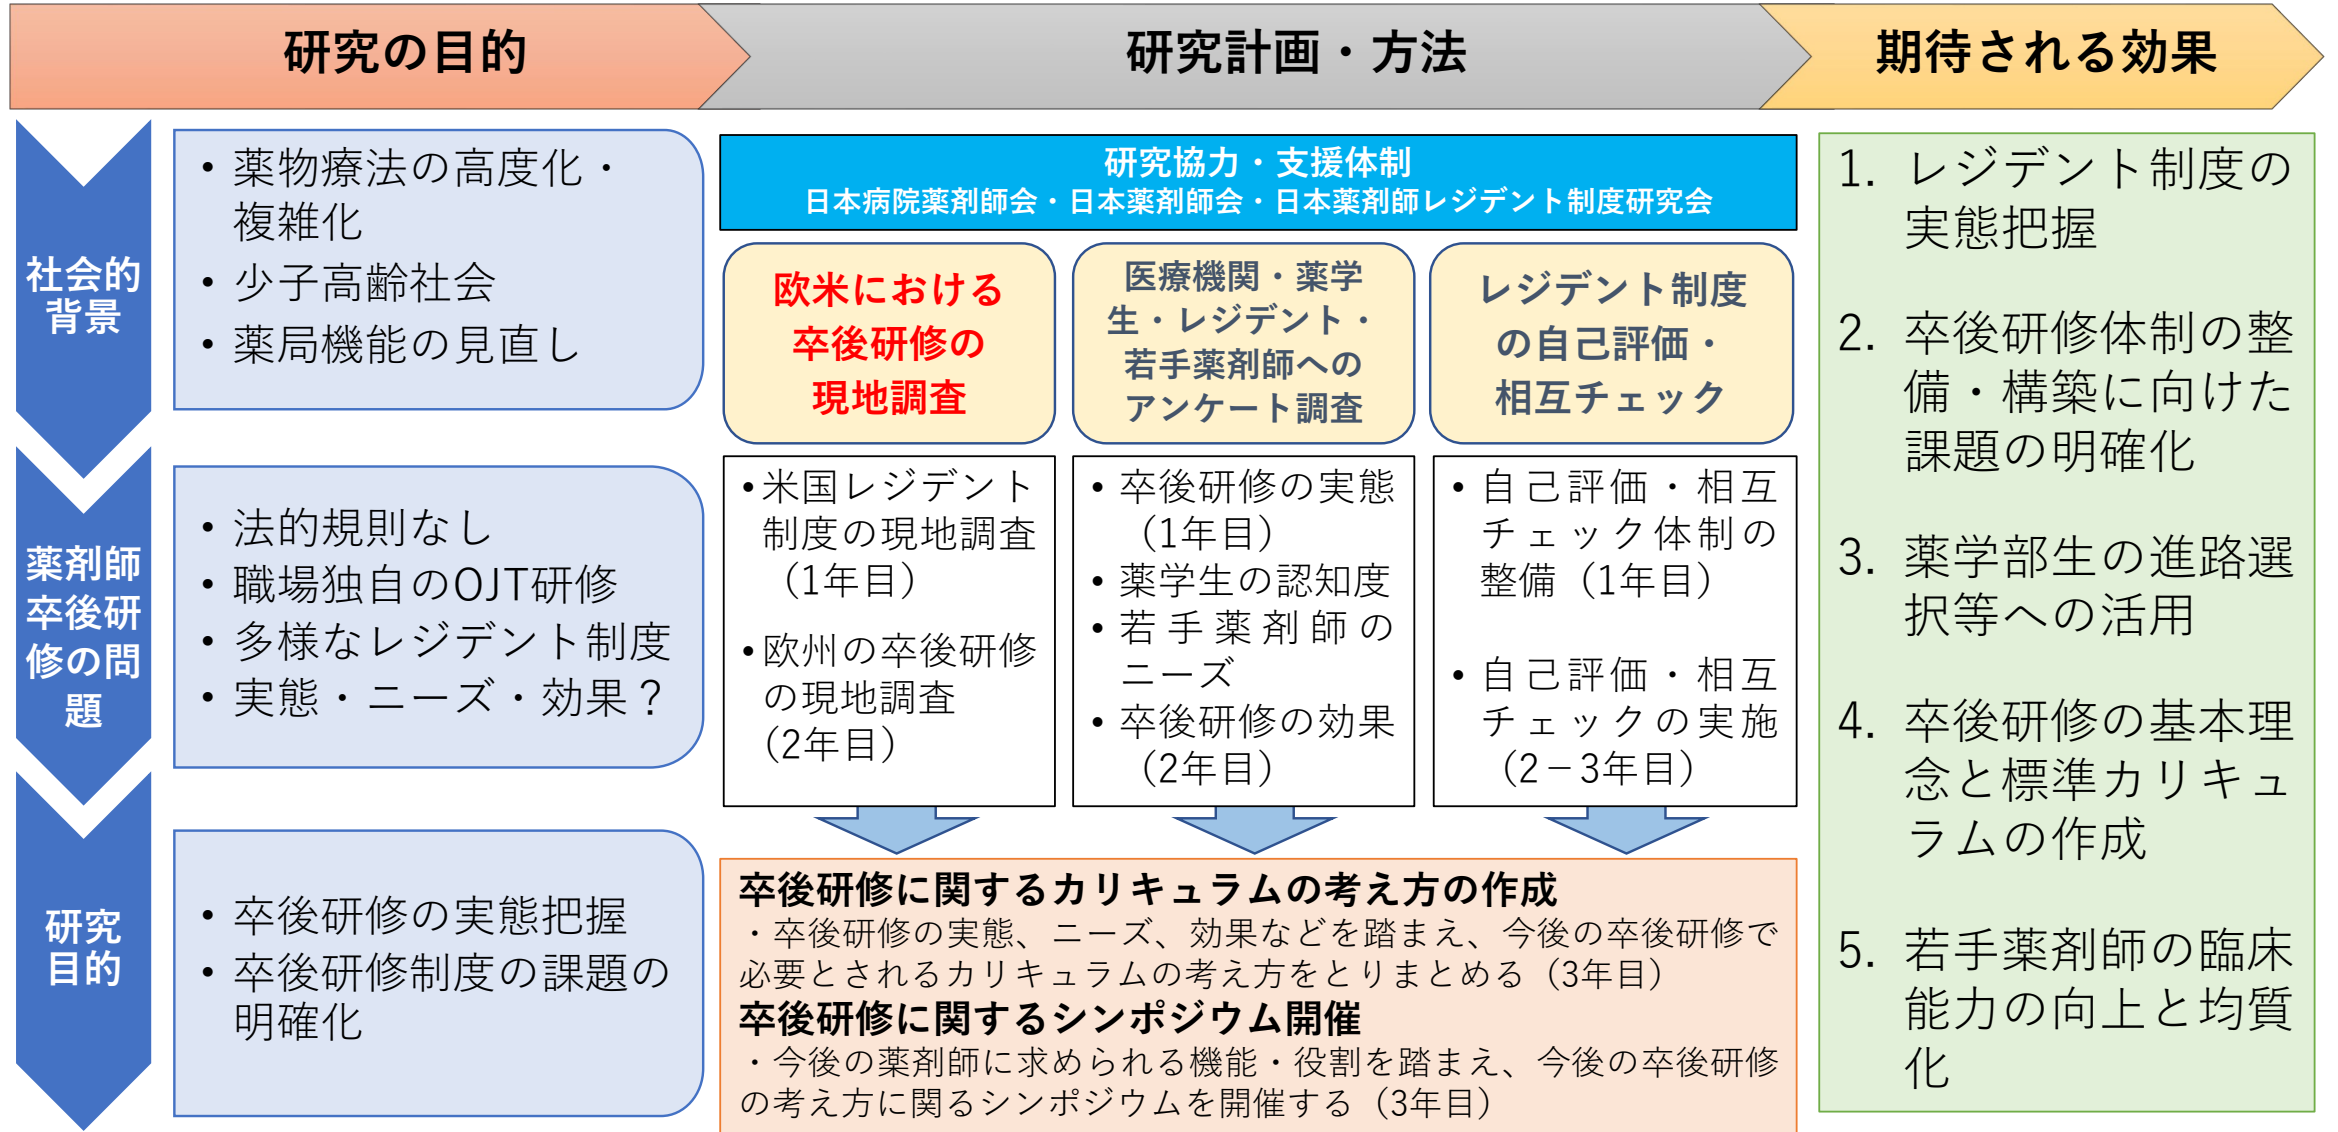 研究の目的
研究計画・方法
期待される効果
社会的
背景
• 薬物療法の高度化・
複雑化
• 少子高齢社会
• 薬局機能の見直し
薬剤師
卒後研
修の問
題
• 法的規則なし
• 職場独自のOJT研修
• 多様なレジデント制度
• 実態・ニーズ・効果？
研究
目的
• 卒後研修の実態把握
• 卒後研修制度の課題の
明確化
研究協力・支援体制
日本病院薬剤師会・日本薬剤師会・日本薬剤師レジデント制度研究会
欧米における
卒後研修の
現地調査
• 米国レジデント
制度の現地調査
（1年目）
• 欧州の卒後研修
の現地調査
（2年目）
医療機関・薬学
生・レジデント・
若手薬剤師への
アンケート調査
• 卒後研修の実態
（1年目）
• 薬学生の認知度
• 若手薬剤師の
ニーズ
• 卒後研修の効果
（2年目）
レジデント制度
の自己評価・
相互チェック
• 自己評価・相互
チェック体制の
整備（1年目）
• 自己評価・相互
チェックの実施
（2－3年目）
卒後研修に関するカリキュラムの考え方の作成
・卒後研修の実態、ニーズ、効果などを踏まえ、今後の卒後研修で
必要とされるカリキュラムの考え方をとりまとめる（3年目）
卒後研修に関するシンポジウム開催
・今後の薬剤師に求められる機能・役割を踏まえ、今後の卒後研修
の考え方に関るシンポジウムを開催する（3年目）
1. レジデント制度の
実態把握
2. 卒後研修体制の整
備・構築に向けた
課題の明確化
3. 薬学部生の進路選
択等への活用
4. 卒後研修の基本理
念と標準カリキュ
ラムの作成
5. 若手薬剤師の臨床
能力の向上と均質
化